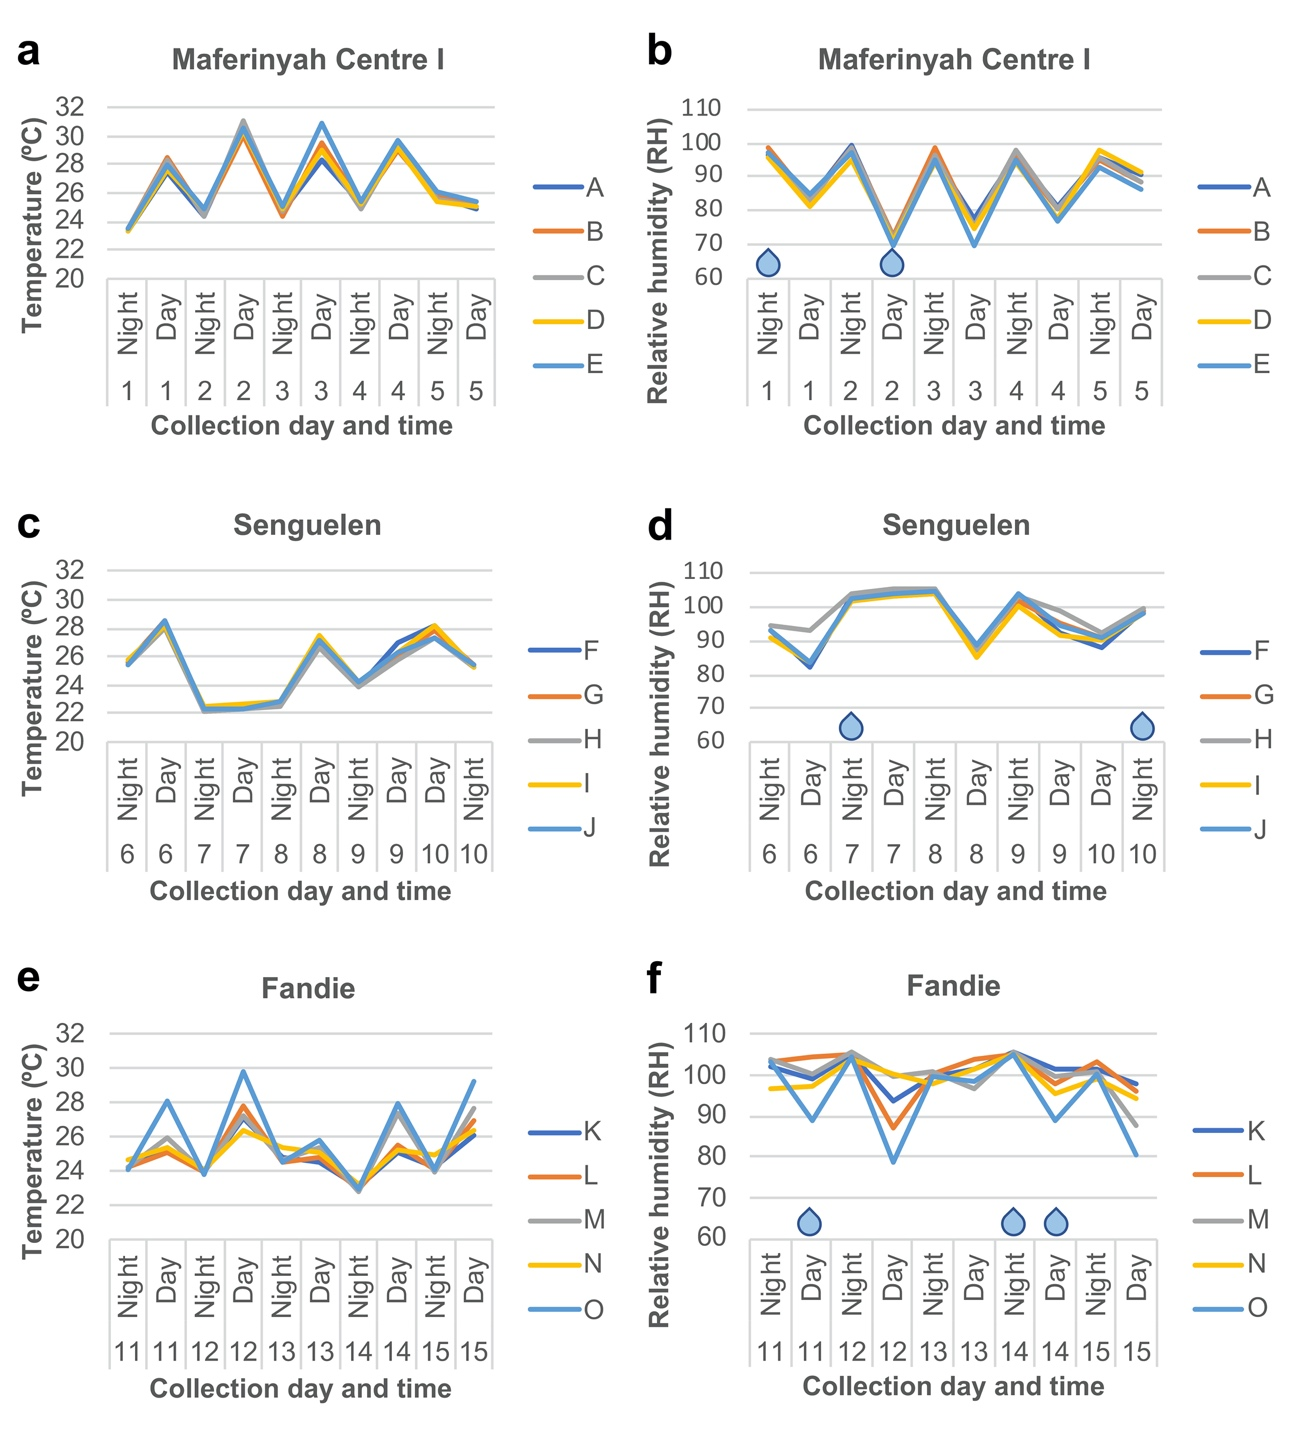 a
Maferinyah Centre I
Temperature (ºC)
32
30
28
26
24
22
20
Night Day Night Day Night Day Night Day Night Day
1 1 2 2 3 3 4 4 5 5
Collection day and time
A
B
C
D
E
b
Maferinyah Centre I
Relative humidity (RH)
110
100
90
80
70
60
Night Day Night Day Night Day Night Day Night Day
1 1 2 2 3 3 4 4 5 5
Collection day and time
A
B
C
D
E
c
Senguelen
Temperature (ºC)
32
30
28
26
24
22
20
Night Day Night Day Night Day Night Day Day Night
6 6 7 7 8 8 9 9 10 10
Collection day and time
F
G
H
I
J
d
Senguelen
Relative humidity (RH)
110
100
90
80
70
60
Night Day Night Day Night Day Night Day Day Night
6 6 7 7 8 8 9 9 10 10
Collection day and time
F
G
H
I
J
e
Fandie
Temperature (ºC)
32
30
28
26
24
22
20
Night Day Night Day Night Day Night Day Night Day
11 11 12 12 13 13 14 14 15 15
Collection day and time
K
L
M
N
O
f
Fandie
Relative humidity (RH)
110
100
90
80
70
60
Night Day Night Day Night Day Night Day Night Day
11 11 12 12 13 13 14 14 15 15
Collection day and time
K
L
M
N
O